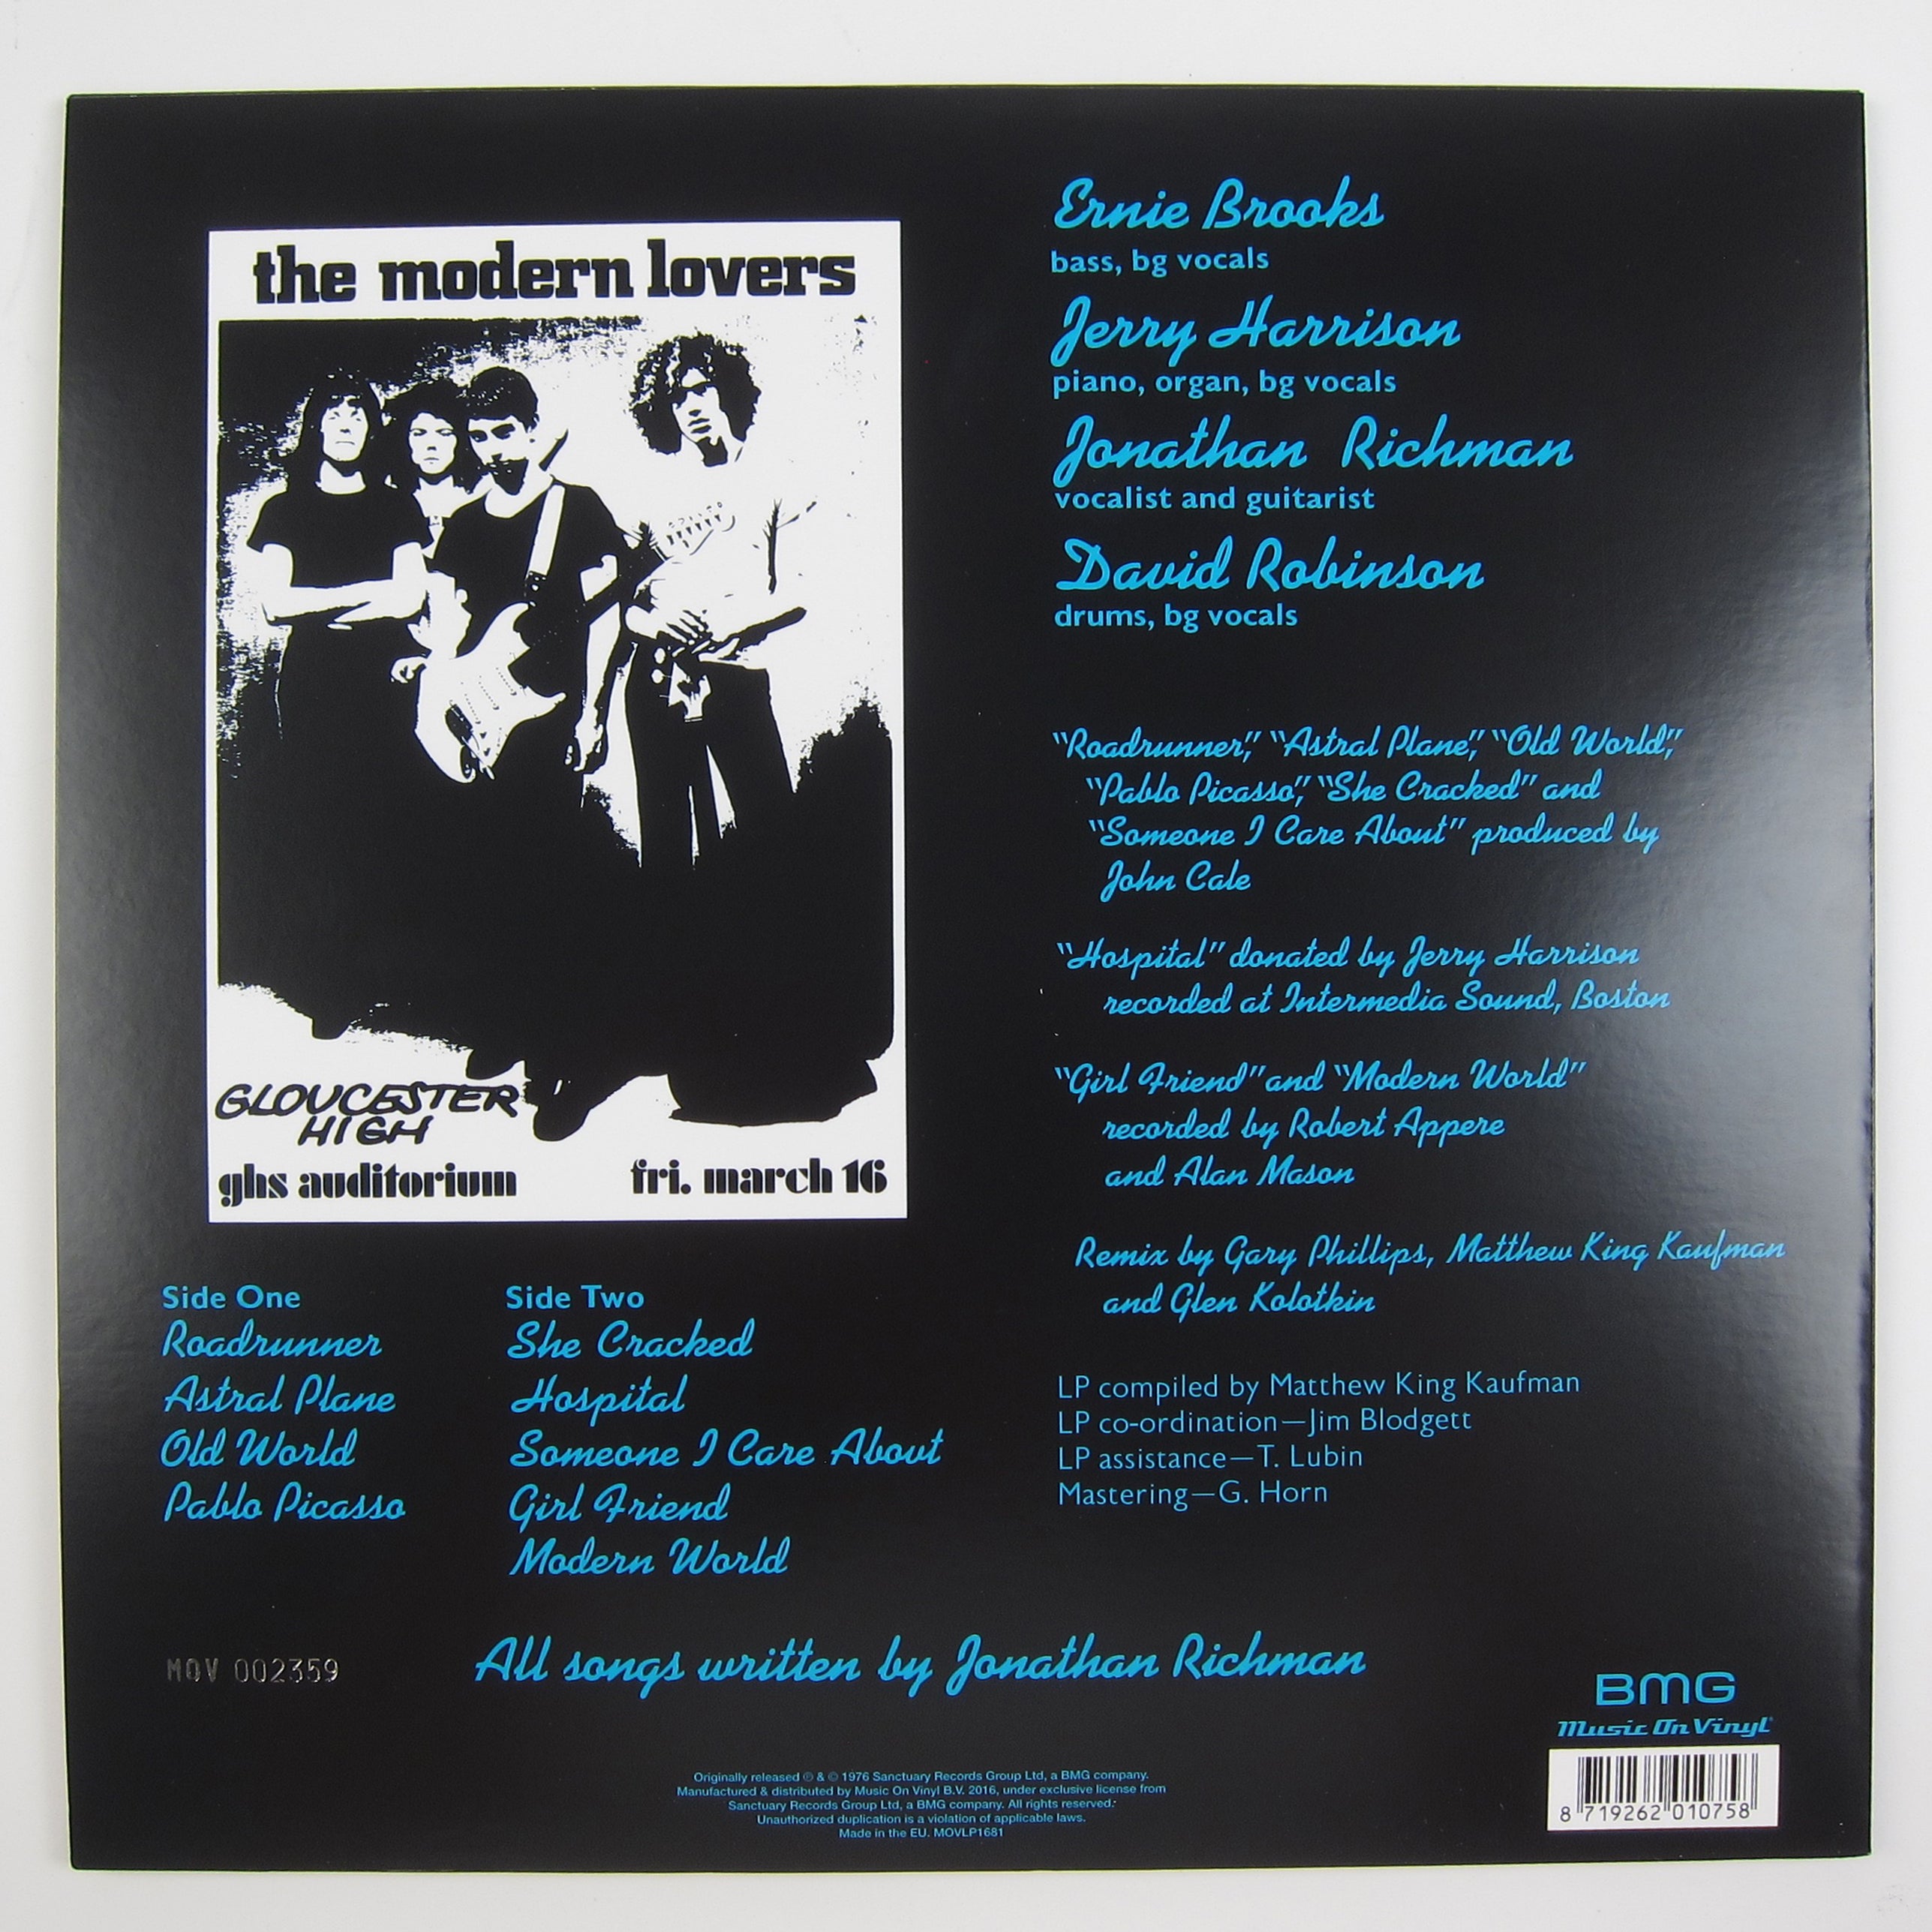 the modern lovers
GLOUCESTER
HIGH
ghs auditorium
fri. march 16
Ernie Brooks
bass, bg vocals
Jerry Harrison
piano, organ, bg vocals
Jonathan Richman
vocalist and guitarist
David Robinson
drums, bg vocals
"Roadrunner," "Astral Plane," "Old World,"
"Pablo Picasso," "She Cracked" and
"Someone I Care About" produced by
John Cale
"Hospital" donated by Jerry Harrison
recorded at Intermedia Sound, Boston
"Girl Friend" and "Modern World"
recorded by Robert Appere
and Alan Mason
Remix by Gary Phillips, Matthew King Kaufman
and Glen Kolotkin
LP compiled by Matthew King Kaufman
LP co-ordination—Jim Blodgett
LP assistance—T. Lubin
Mastering—G. Horn
Side One
Roadrunner
Astral Plane
Old World
Pablo Picasso
Side Two
She Cracked
Hospital
Someone I Care About
Girl Friend
Modern World
MOV 002359
All songs written by Jonathan Richman
BMG
Music On Vinyl®
8 719262 010758
Originally released ℗ & © 1976 Sanctuary Records Group Ltd, a BMG company.
Manufactured & distributed by Music On Vinyl B.V. 2016, under exclusive license from
Sanctuary Records Group Ltd, a BMG company. All rights reserved.
Unauthorized duplication is a violation of applicable laws.
Made in the EU. MOVLP1681